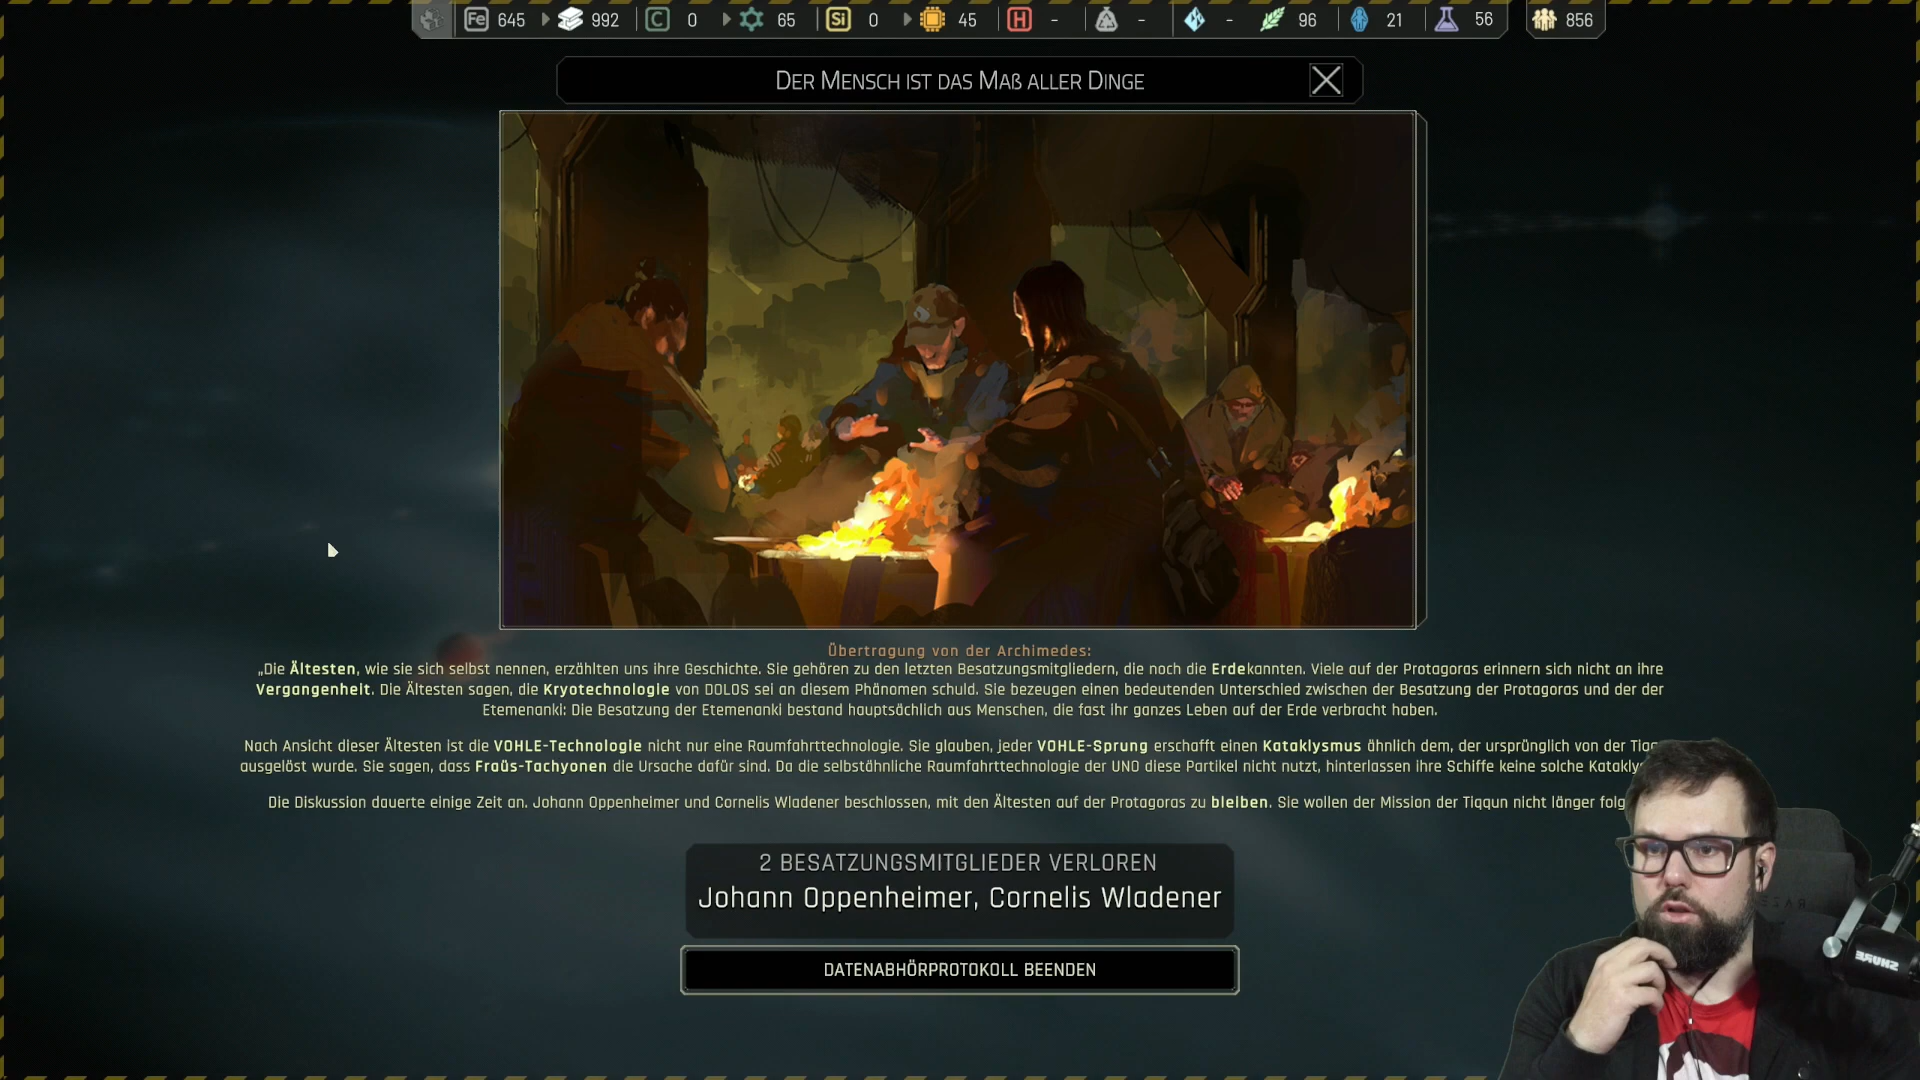 Fe 645 992 C 0 65 Si 0 45 H - - - 96 21 56 856
DER MENSCH IST DAS MAß ALLER DINGE
Übertragung von der Archimedes:
„Die Ältesten, wie sie sich selbst nennen, erzählten uns ihre Geschichte. Sie gehören zu den letzten Besatzungsmitgliedern, die noch die Erdekannten. Viele auf der Protagoras erinnern sich nicht an ihre
Vergangenheit. Die Ältesten sagen, die Kryotechnologie von DOLOS sei an diesem Phänomen schuld. Sie bezeugen einen bedeutenden Unterschied zwischen der Besatzung der Protagoras und der der
Etemenanki: Die Besatzung der Etemenanki bestand hauptsächlich aus Menschen, die fast ihr ganzes Leben auf der Erde verbracht haben.
Nach Ansicht dieser Ältesten ist die VOHLE-Technologie nicht nur eine Raumfahrttechnologie. Sie glauben, jeder VOHLE-Sprung erschafft einen Kataklysmus ähnlich dem, der ursprünglich von der
ausgelöst wurde. Sie sagen, dass Fraüs-Tachyonen die Ursache dafür sind. Da die selbstähnliche Raumfahrttechnologie der UNO diese Partikel nicht nutzt, hinterlassen ihre Schiffe keine solche
Die Diskussion dauerte einige Zeit an. Johann Oppenheimer und Cornelis Wladener beschlossen, mit den Ältesten auf der Protagoras zu bleiben. Sie wollen der Mission der Tiqqun nicht länger
2 BESATZUNGSMITGLIEDER VERLOREN
Johann Oppenheimer, Cornelis Wladener
DATENABHÖRPROTOKOLL BEENDEN
SHURE